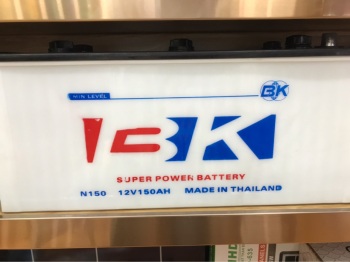 MIN LEVEL
BK
BK
SUPER POWER BATTERY
N150 12V150AH MADE IN THAILAND